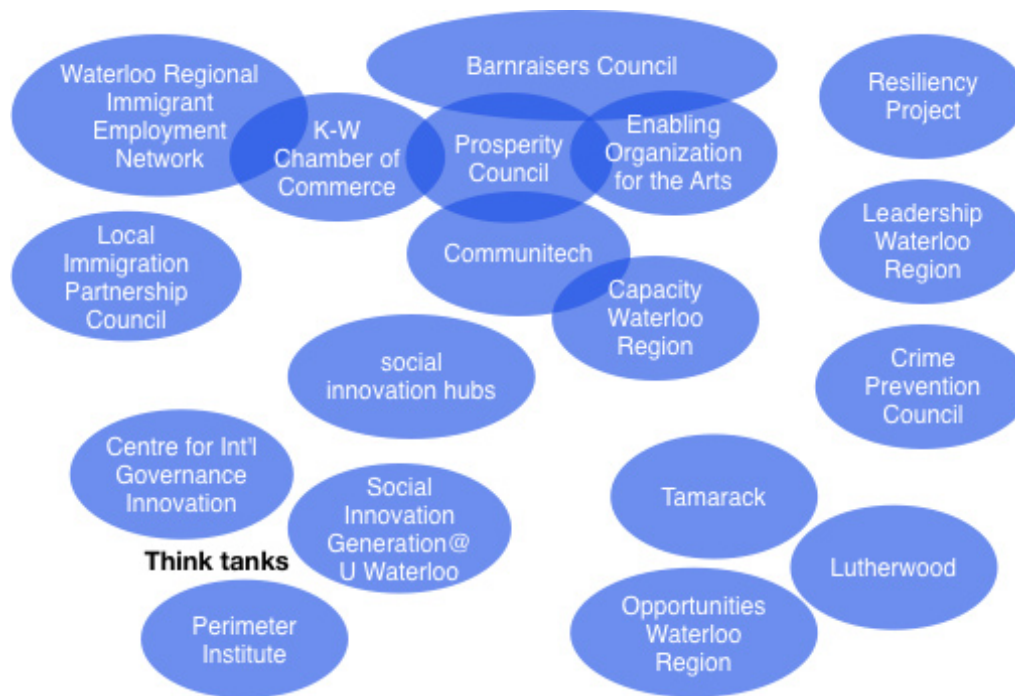 Waterloo Regional
Immigrant
Employment
Network
K-W
Chamber of
Commerce
Barnraisers Council
Prosperity
Council
Enabling
Organization
for the Arts
Resiliency
Project
Local
Immigration
Partnership
Council
Communitech
Capacity
Waterloo
Region
Leadership
Waterloo
Region
social
innovation hubs
Crime
Prevention
Council
Centre for Int'l
Governance
Innovation
Social
Innovation
Generation@
U Waterloo
Think tanks
Perimeter
Institute
Tamarack
Lutherwood
Opportunities
Waterloo
Region